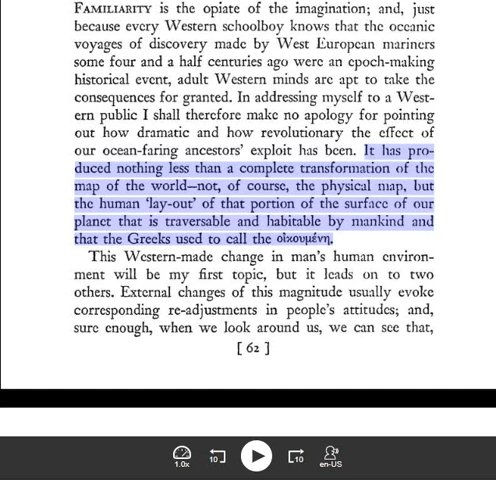 FAMILIARITY is the opiate of the imagination; and, just
because every Western schoolboy knows that the oceanic
voyages of discovery made by West European mariners
some four and a half centuries ago were an epoch-making
historical event, adult Western minds are apt to take the
consequences for granted. In addressing myself to a West-
ern public I shall therefore make no apology for pointing
out how dramatic and how revolutionary the effect of
our ocean-faring ancestors' exploit has been. It has pro-
duced nothing less than a complete transformation of the
map of the world—not, of course, the physical map, but
the human 'lay-out' of that portion of the surface of our
planet that is traversable and habitable by mankind and
that the Greeks used to call the οἰκουμένη.
This Western-made change in man's human environ-
ment will be my first topic, but it leads on to two
others. External changes of this magnitude usually evoke
corresponding re-adjustments in people's attitudes; and,
sure enough, when we look around us, we can see that,
[ 62 ]
1.0x
10
10
en-US